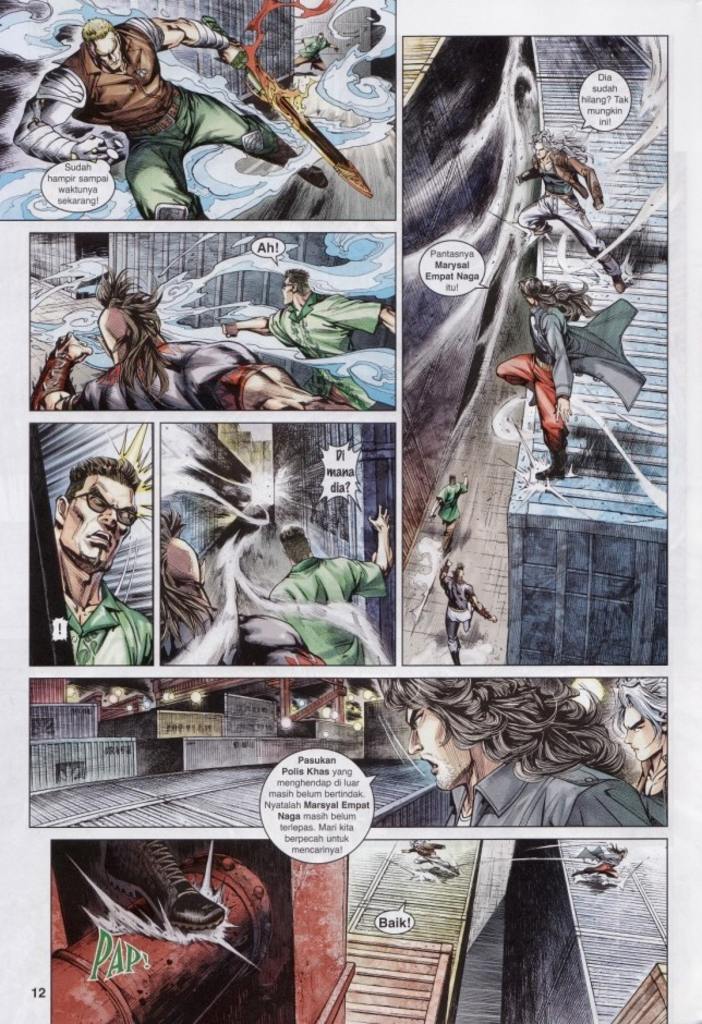 Sudah
hampir sampai
waktunya
sekarang!
Ah!
!
Di
mana
dia?
Dia
sudah
hilang? Tak
mungkin
ini!
Pantasnya
Marysal
Empat Naga
itu!
Pasukan
Polis Khas yang
menghendap di luar
masih belum bertindak.
Nyatalah Marsyal Empat
Naga masih belum
terlepas. Mari kita
berpecah untuk
mencarinya!
PAP!
Baik!
12